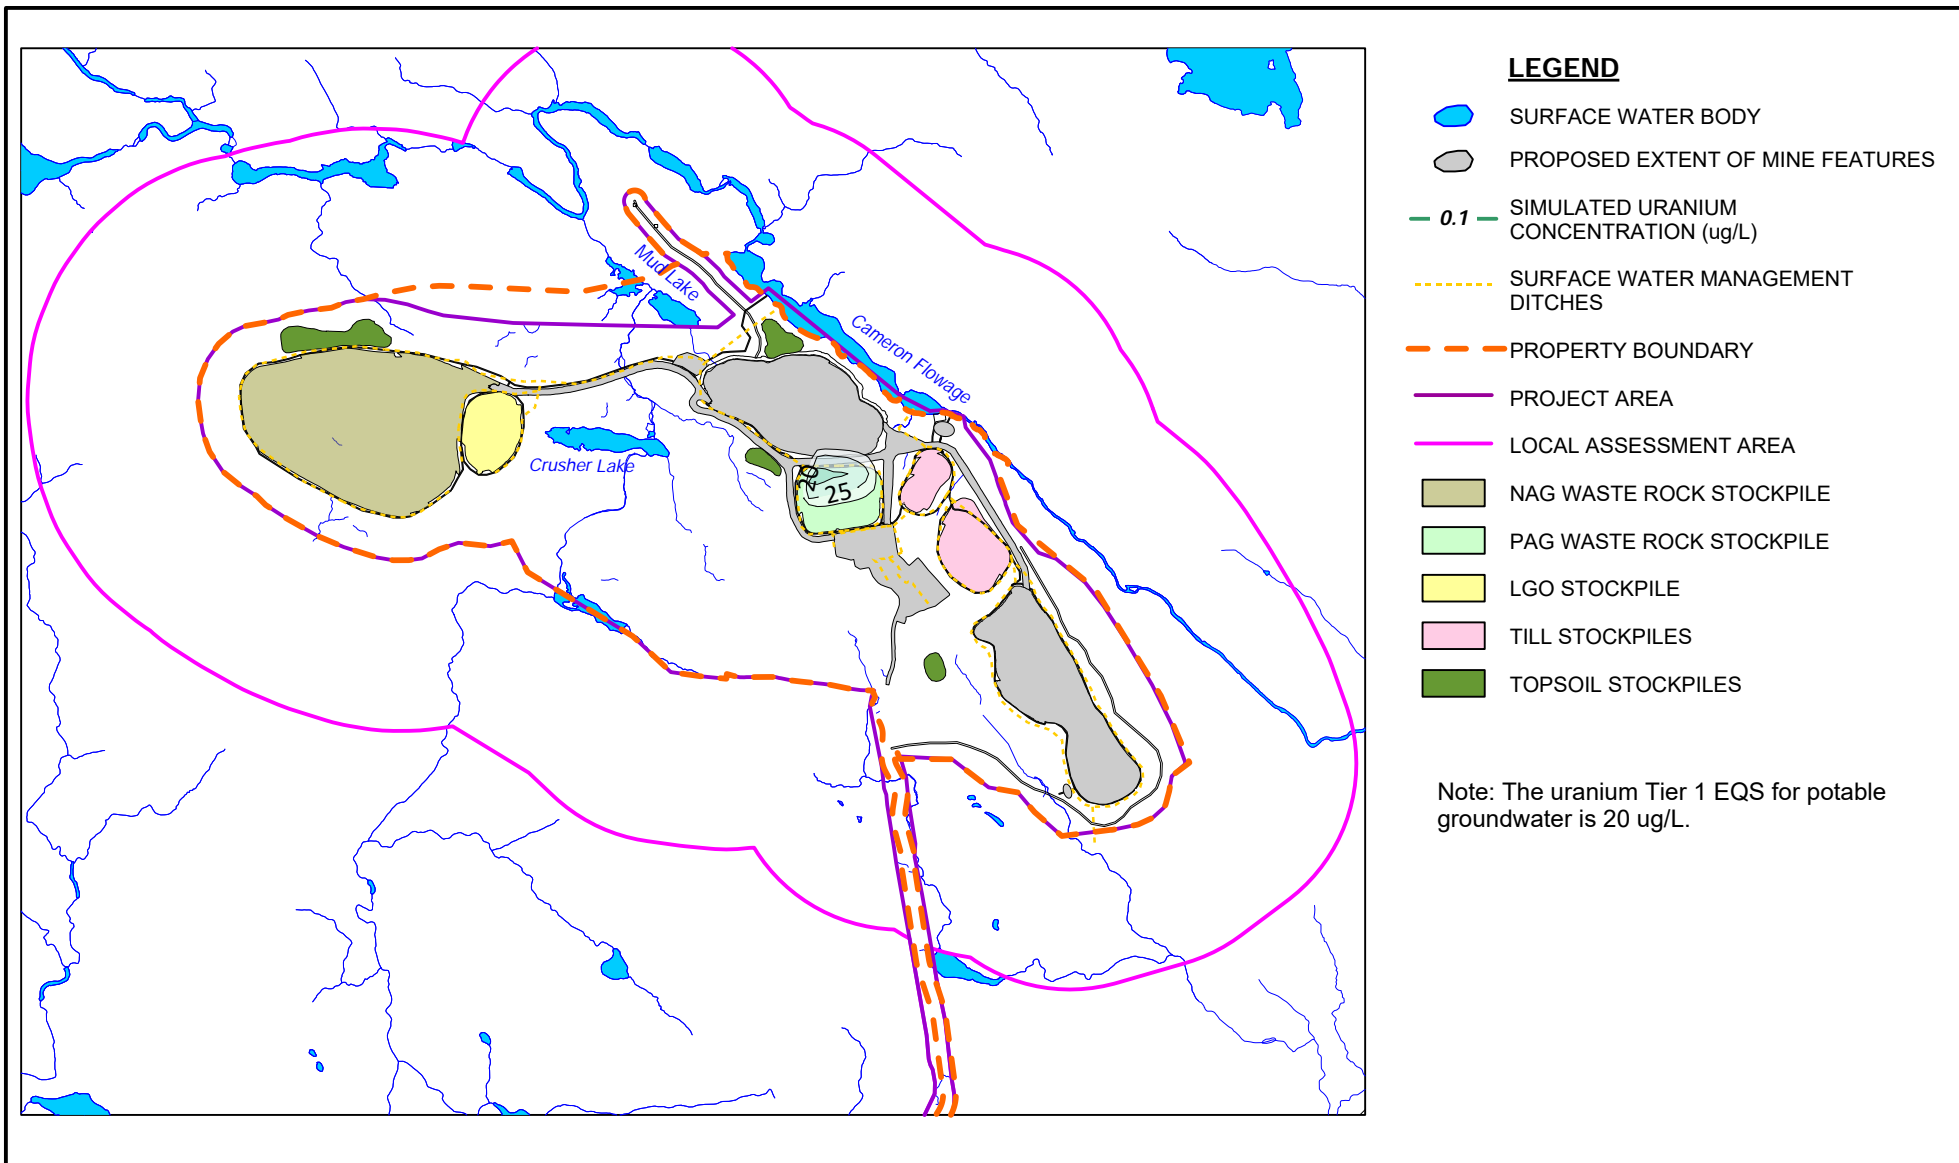 LEGEND
SURFACE WATER BODY
PROPOSED EXTENT OF MINE FEATURES
0.1
SIMULATED URANIUM
CONCENTRATION (ug/L)
SURFACE WATER MANAGEMENT
DITCHES
PROPERTY BOUNDARY
PROJECT AREA
LOCAL ASSESSMENT AREA
NAG WASTE ROCK STOCKPILE
PAG WASTE ROCK STOCKPILE
LGO STOCKPILE
TILL STOCKPILES
TOPSOIL STOCKPILES
Note: The uranium Tier 1 EQS for potable
groundwater is 20 ug/L.
Mud Lake
Cameron Flowage
Crusher Lake
20
25